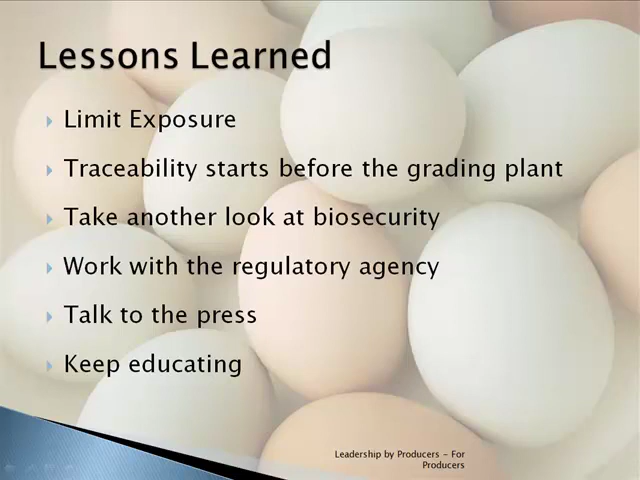 Lessons Learned
Limit Exposure
Traceability starts before the grading plant
Take another look at biosecurity
Work with the regulatory agency
Talk to the press
Keep educating
Leadership by Producers – For
Producers